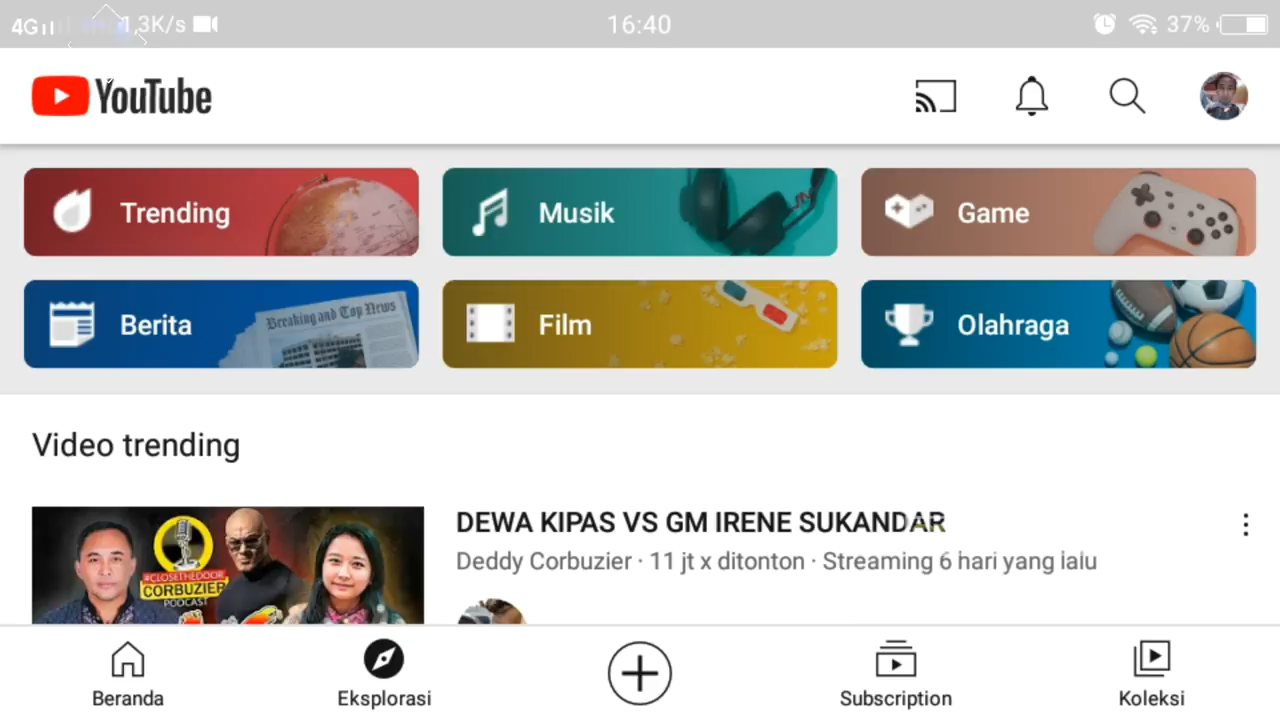 4G 1,3K/s 16:40 37%
YouTube
Trending Musik Game
Berita Breaking and Top News Film Olahraga
Video trending
DEWA KIPAS VS GM IRENE SUKANDAR
Deddy Corbuzier · 11 jt x ditonton · Streaming 6 hari yang lalu
#CLOSETHEDOOR
CORBUZIER
PODCAST
Beranda Eksplorasi Subscription Koleksi